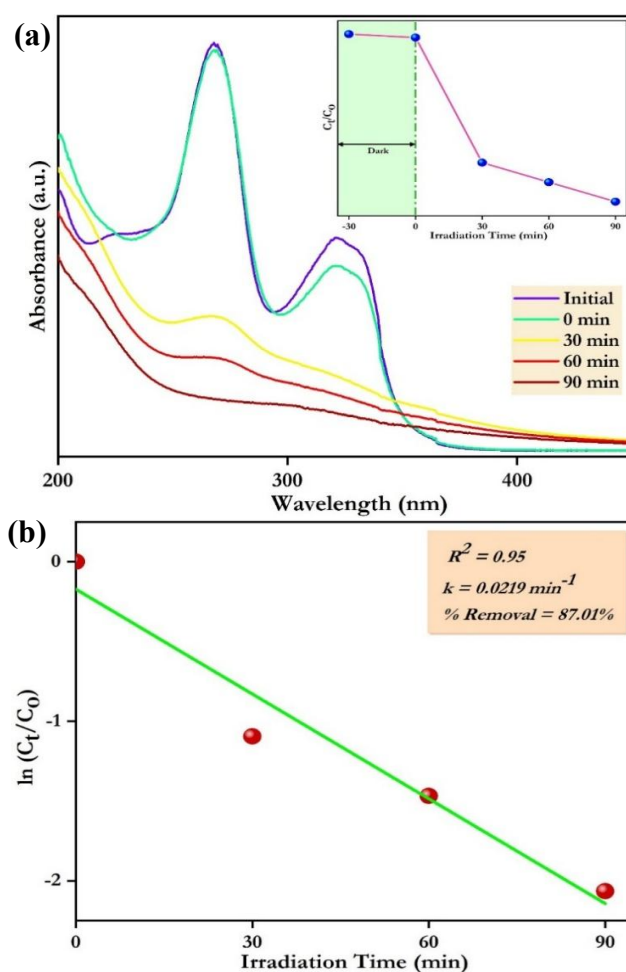 (a)
Absorbance (a.u.)
200
300
400
Wavelength (nm)
Initial
0 min
30 min
60 min
90 min
Cₜ/Cₒ
Dark
-30
0
30
60
90
Irradiation Time (min)
(b)
ln (Cₜ/Cₒ)
0
-1
-2
R² = 0.95
k = 0.0219 min⁻¹
% Removal = 87.01%
0
30
60
90
Irradiation Time (min)